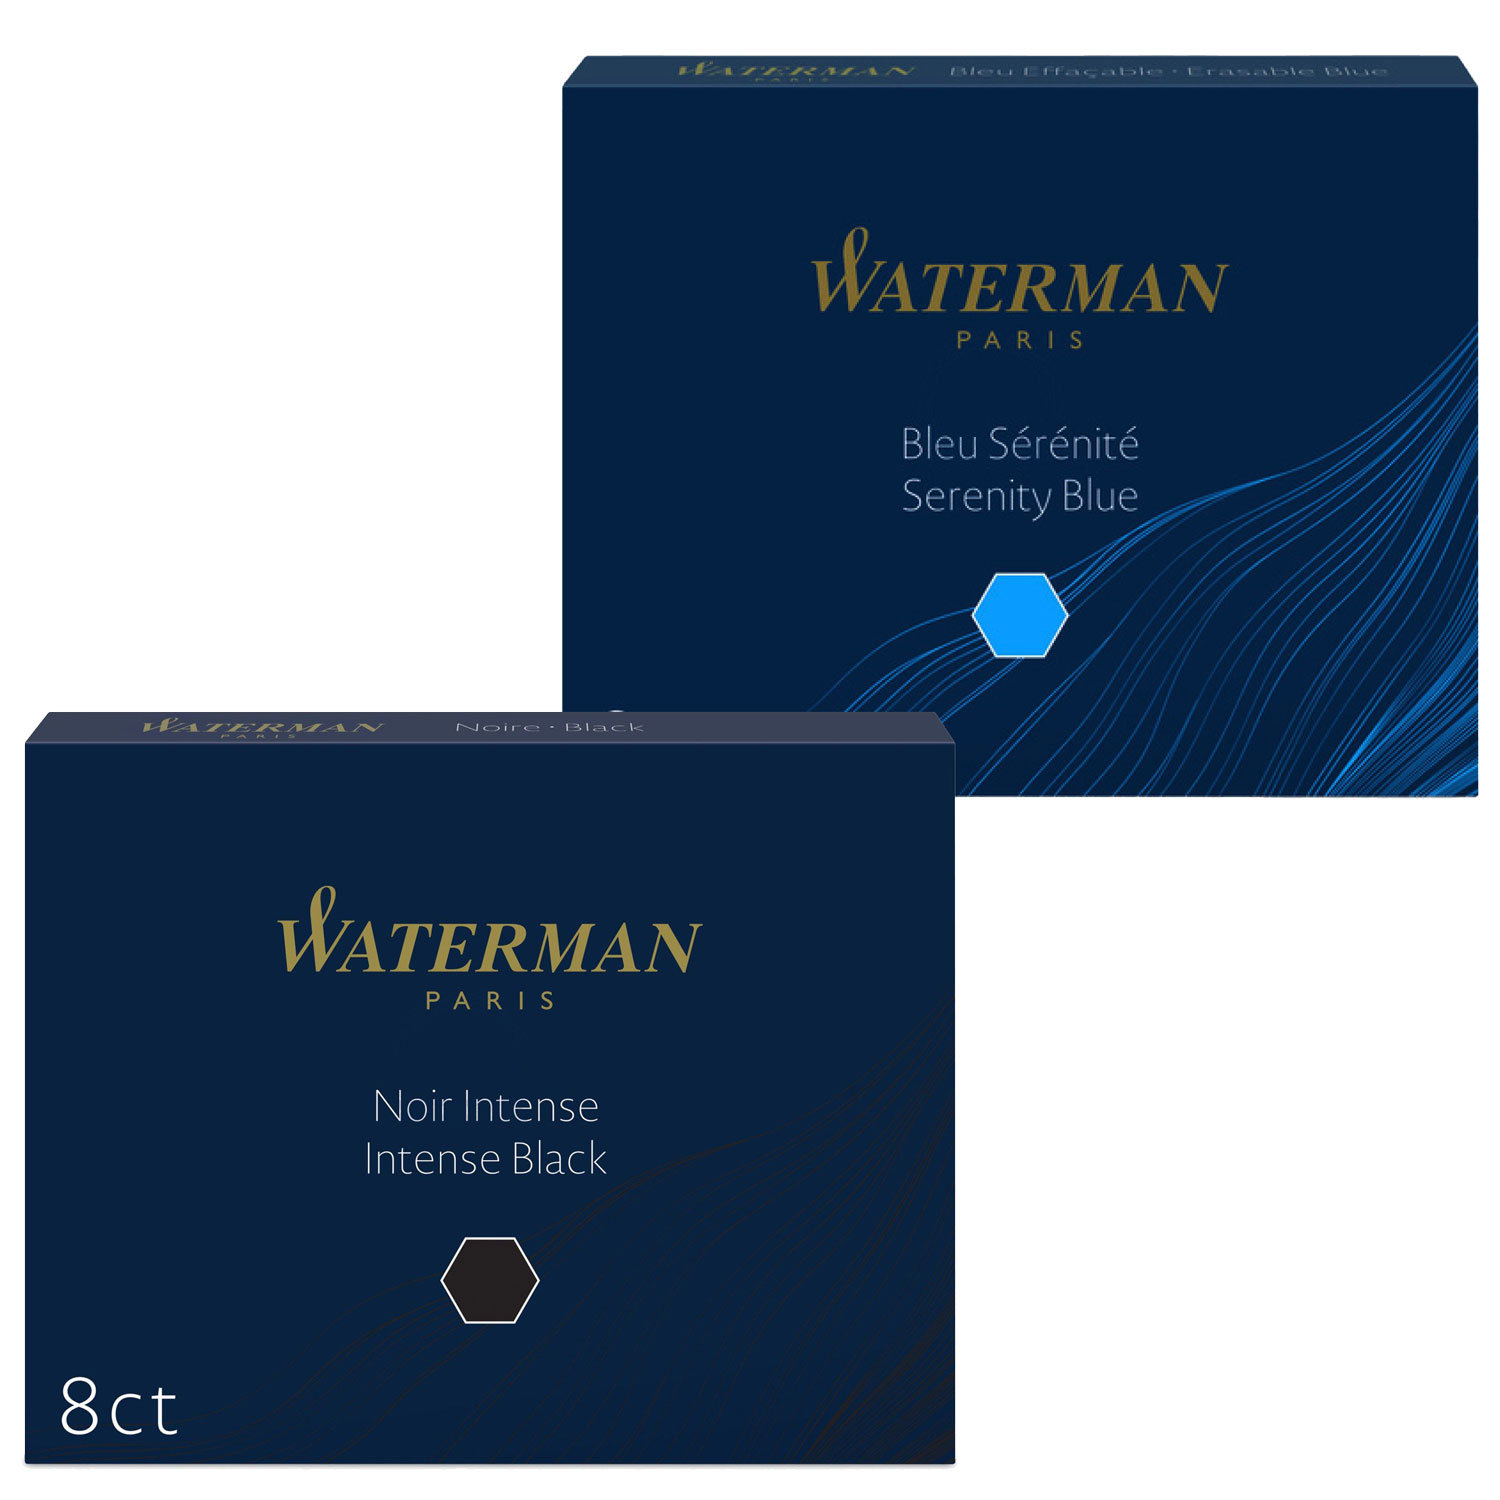 WATERMAN Bleu Effaçable · Erasable Blue
PARIS
WATERMAN
PARIS
Bleu Sérénité
Serenity Blue
WATERMAN Noire · Black
PARIS
WATERMAN
PARIS
Noir Intense
Intense Black
8ct